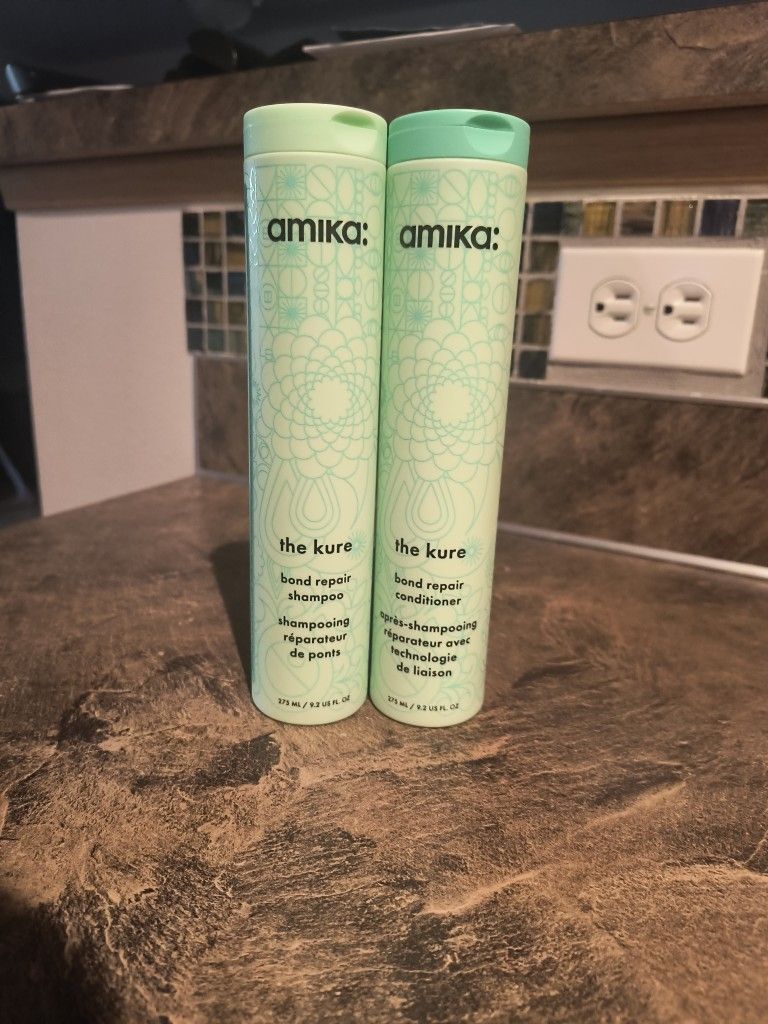 amika:
the kure
bond repair
shampoo
shampooing
réparateur
de ponts
275 ML / 9.2 US FL. OZ
amika:
the kure
bond repair
conditioner
après-shampooing
réparateur avec
technologie
de liaison
275 ML / 9.2 US FL. OZ